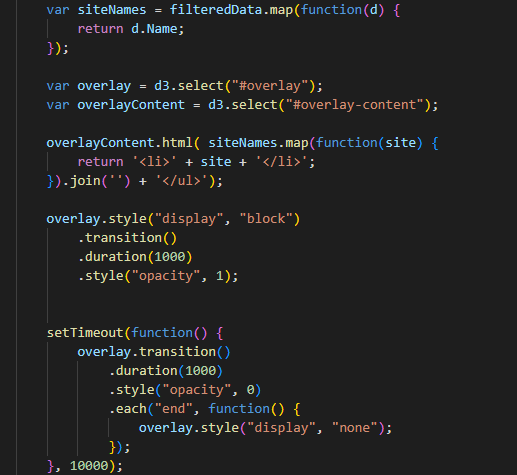 var siteNames = filteredData.map(function(d) {
    return d.Name;
});
var overlay = d3.select("#overlay");
var overlayContent = d3.select("#overlay-content");
overlayContent.html( siteNames.map(function(site) {
    return '<li>' + site + '</li>';
}).join('') + '</ul>');
overlay.style("display", "block")
    .transition()
    .duration(1000)
    .style("opacity", 1);
setTimeout(function() {
    overlay.transition()
        .duration(1000)
        .style("opacity", 0)
        .each("end", function() {
            overlay.style("display", "none");
        });
}, 10000);